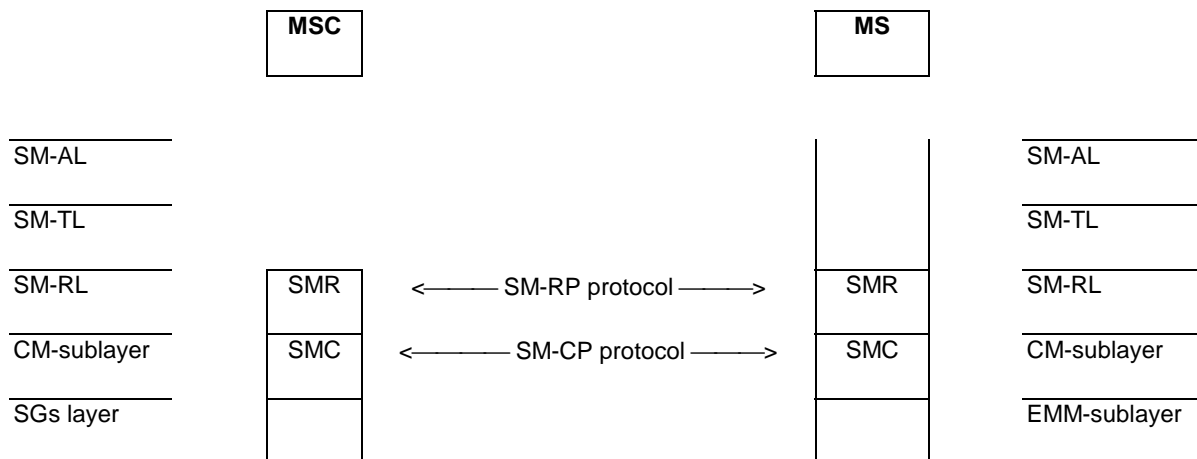 MSC MS
SM-AL SM-AL
SM-TL SM-TL
SM-RL SMR <——— SM-RP protocol ———> SMR SM-RL
CM-sublayer SMC <———— SM-CP protocol ————> SMC CM-sublayer
SGs layer EMM-sublayer